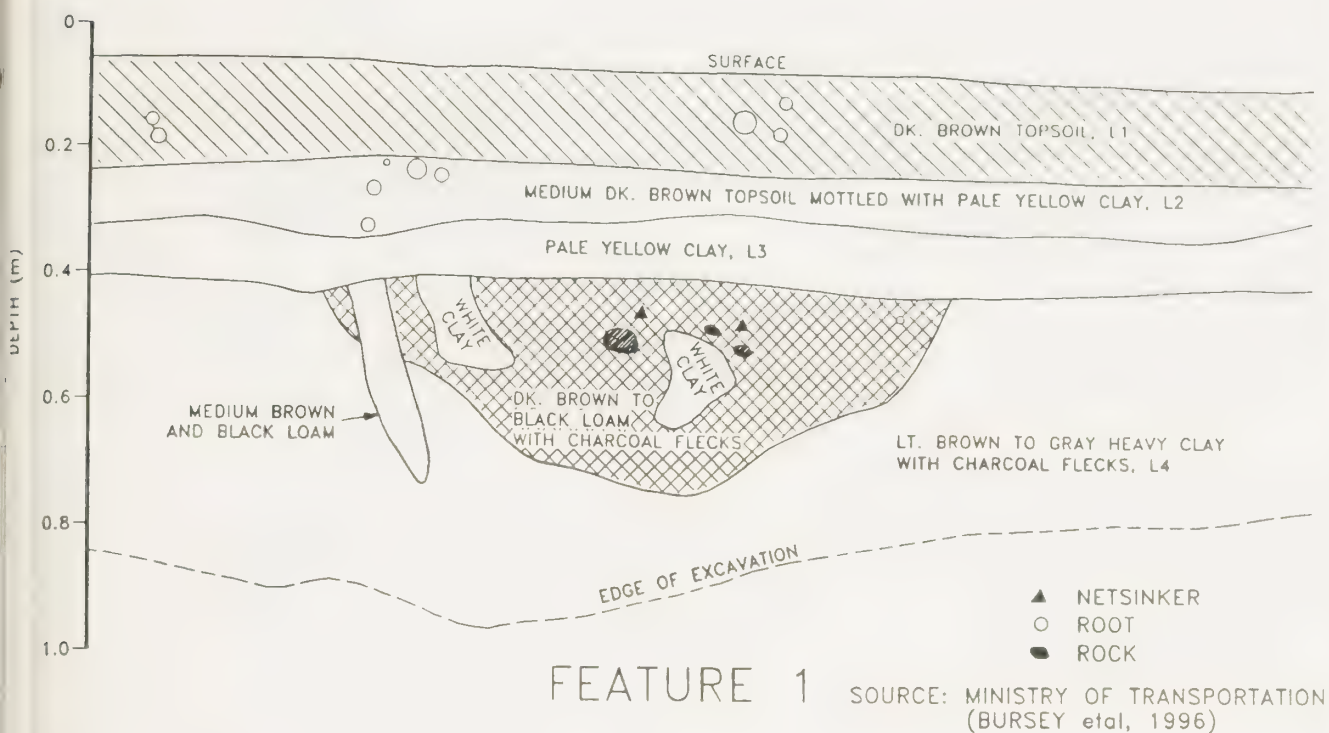 0
SURFACE
DK. BROWN TOPSOIL, L1
0.2
MEDIUM DK. BROWN TOPSOIL MOTTLED WITH PALE YELLOW CLAY, L2
PALE YELLOW CLAY, L3
DEPTH (m)
0.4
WHITE
CLAY
WHITE
CLAY
0.6
MEDIUM BROWN
AND BLACK LOAM
DK. BROWN TO
BLACK LOAM
WITH CHARCOAL FLECKS
LT. BROWN TO GRAY HEAVY CLAY
WITH CHARCOAL FLECKS, L4
0.8
EDGE OF EXCAVATION
NETSINKER
ROOT
ROCK
1.0
FEATURE 1
SOURCE: MINISTRY OF TRANSPORTATION
(BURSEY etal, 1996)